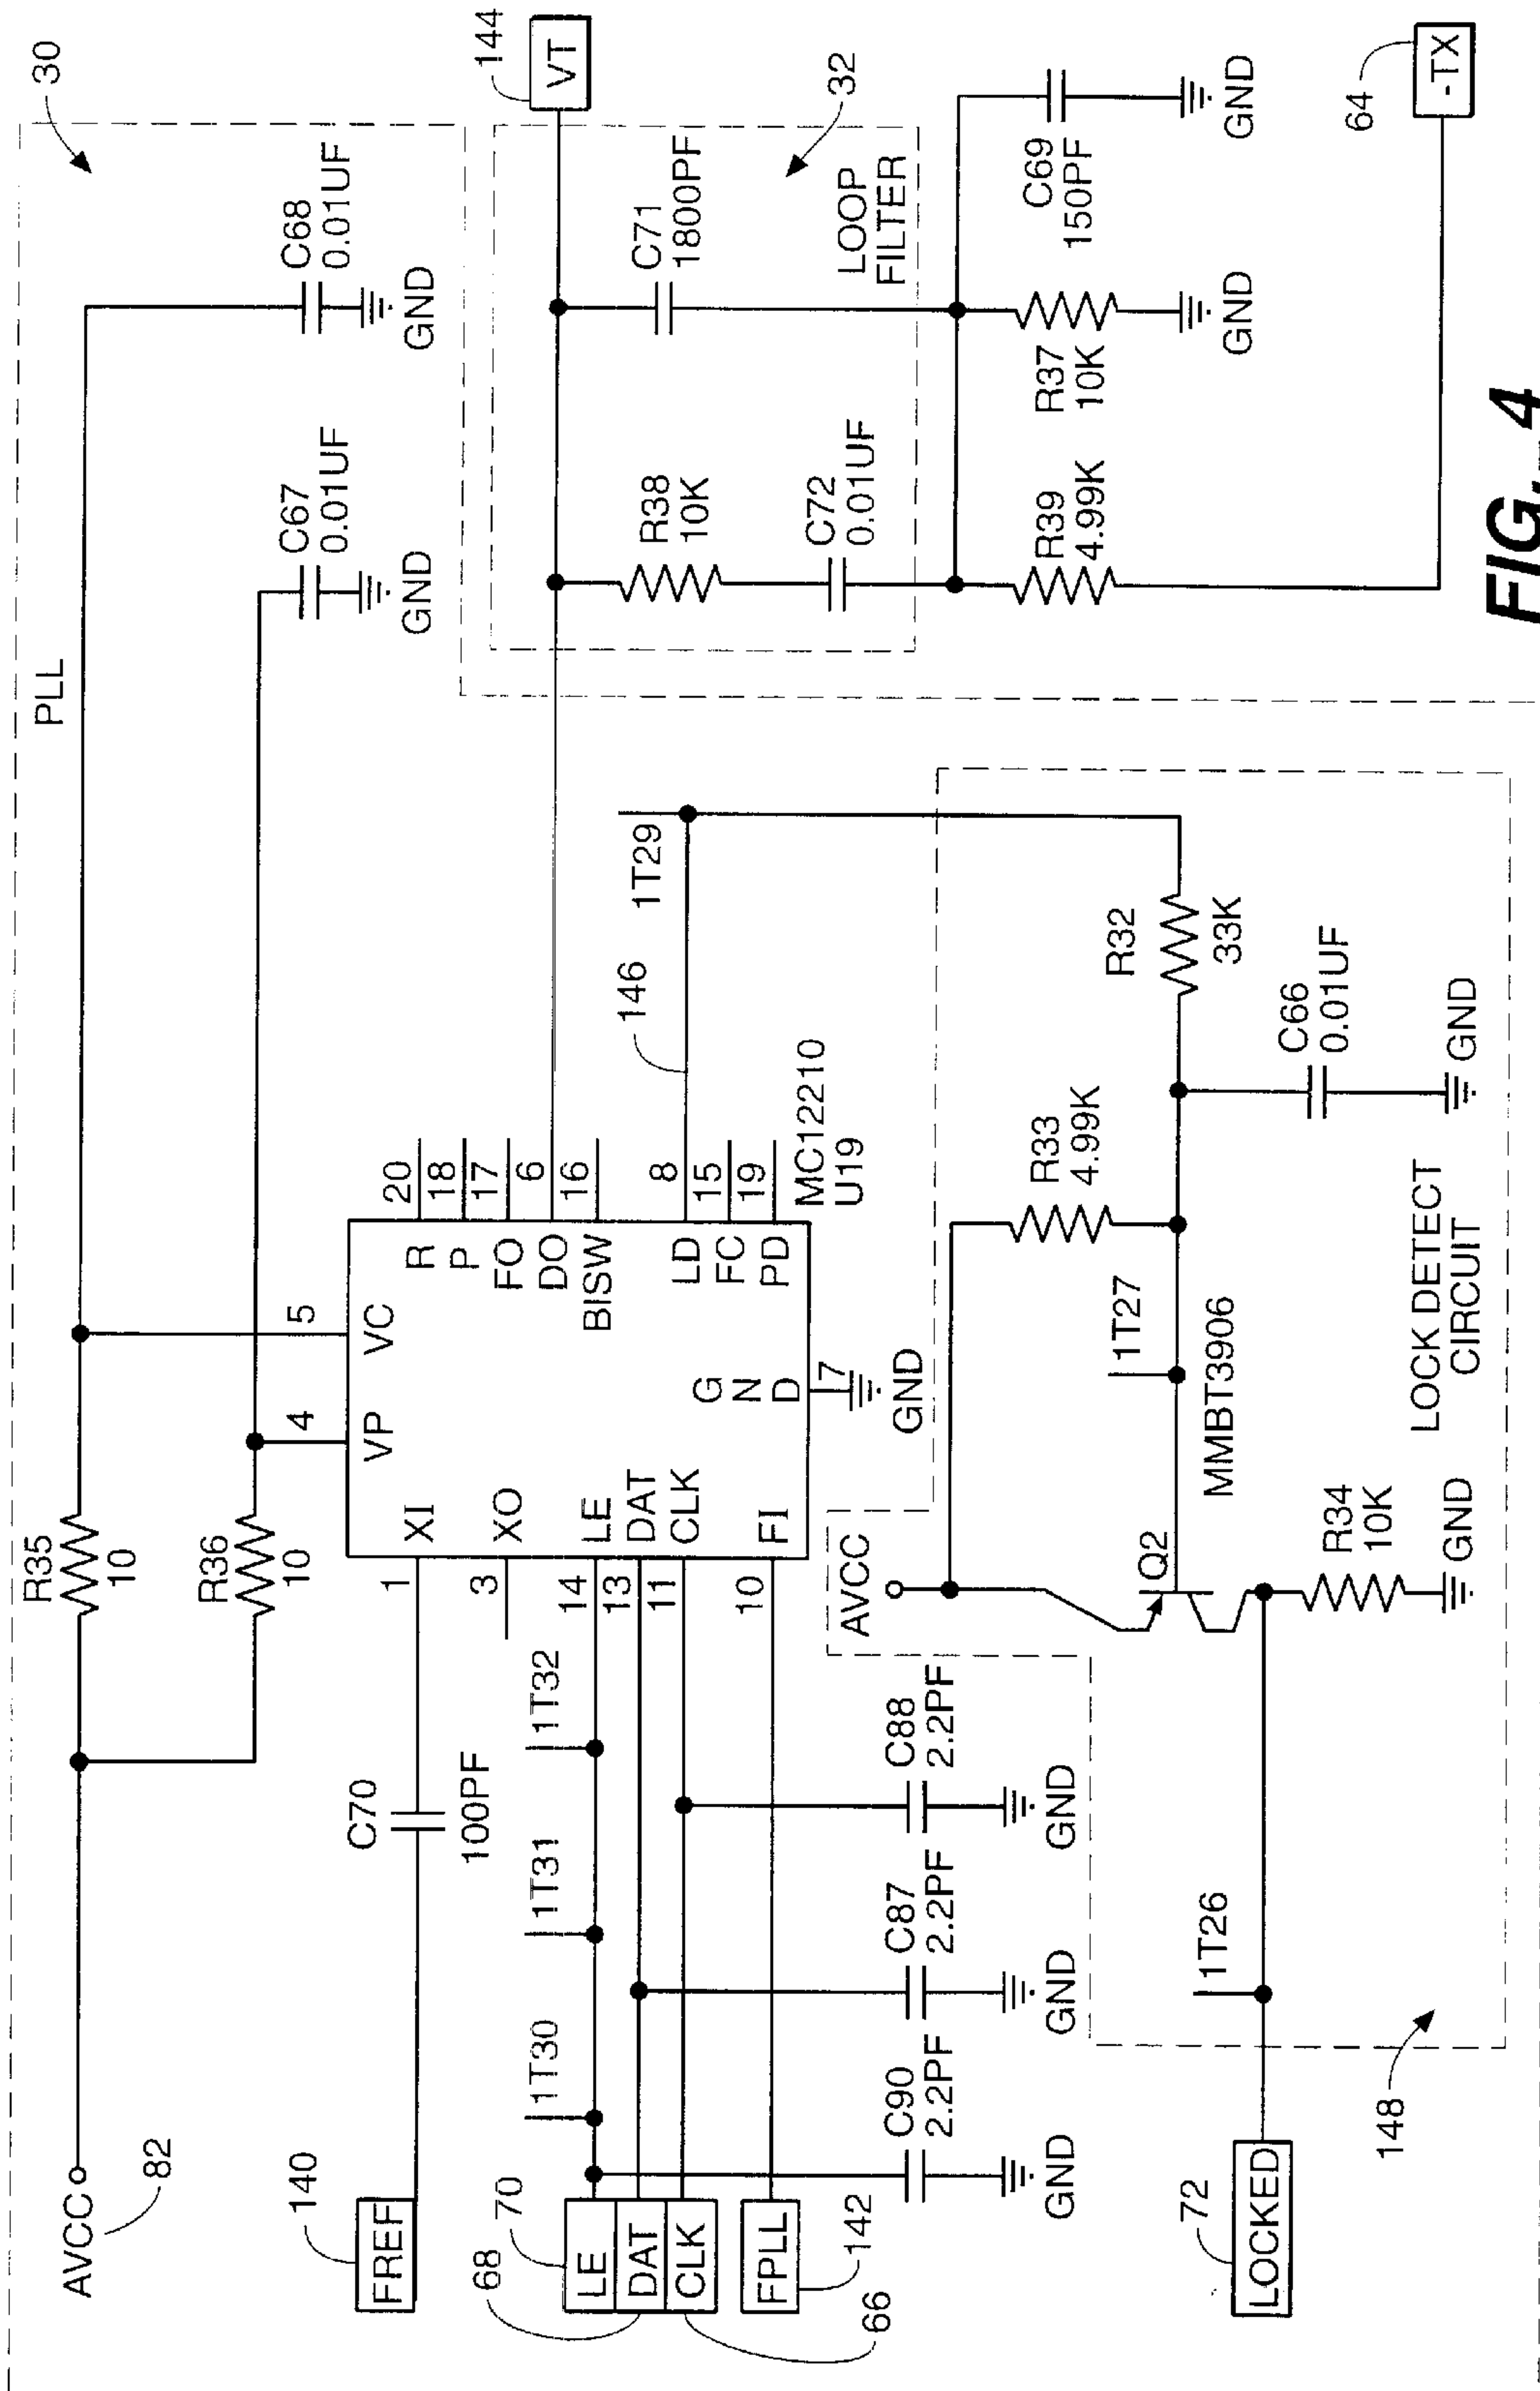 30
PLL
AVCC
82
R35
10
R36
10
C67
0.01UF
GND
C68
0.01UF
GND
140
FREF
C70
100PF
1
XI
4
VP
5
VC
3
XO
14
LE
13
DAT
11
CLK
10
FI
G
N
D
7
GND
R
20
P
18
FO
17
DO
6
BISW
16
LD
8
FC
15
PD
19
MC12210
U19
146
1T29
70
68
66
LE
DAT
CLK
1T30
1T31
1T32
FPLL
142
C90
2.2PF
GND
C87
2.2PF
GND
C88
2.2PF
GND
144
VT
32
R38
10K
C72
0.01UF
C71
1800PF
LOOP
FILTER
R39
4.99K
R37
10K
GND
C69
150PF
GND
64
-TX
AVCC
Q2
MMBT3906
1T27
R33
4.99K
R32
33K
C66
0.01UF
GND
R34
10K
GND
LOCK DETECT
CIRCUIT
1T26
72
LOCKED
148
FIG. 4